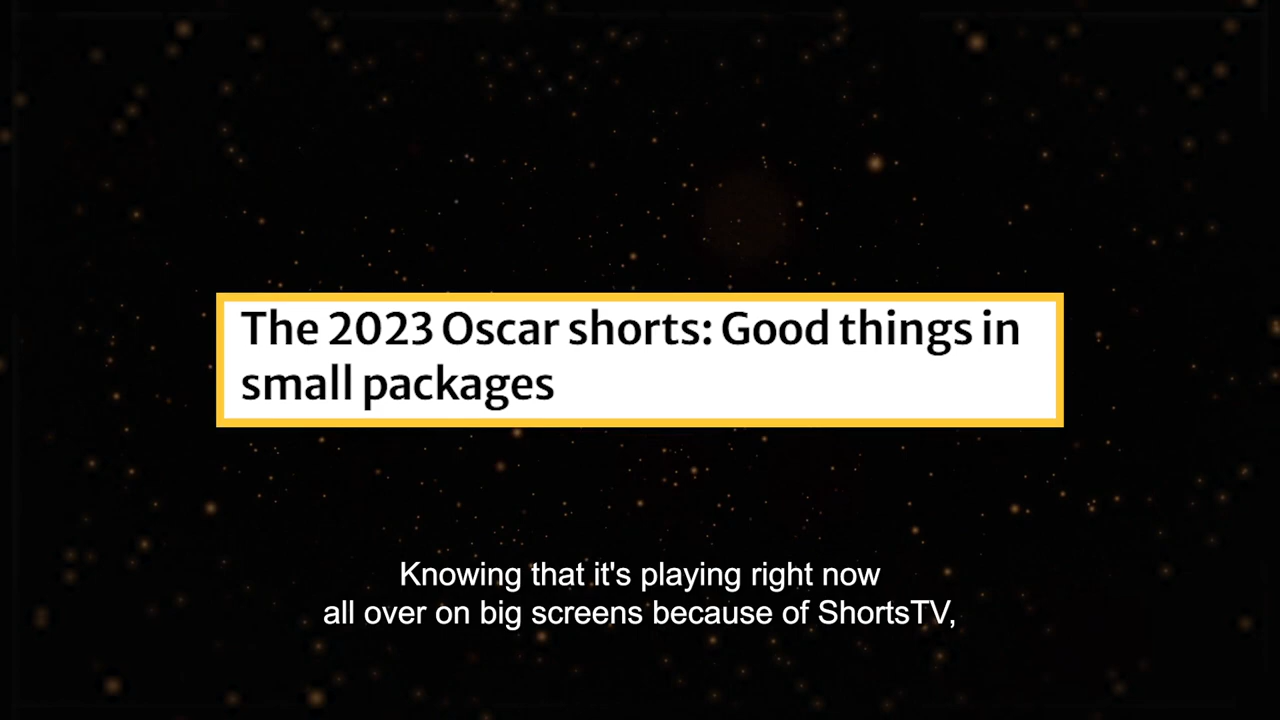 The 2023 Oscar shorts: Good things in
small packages
Knowing that it's playing right now
all over on big screens because of ShortsTV,